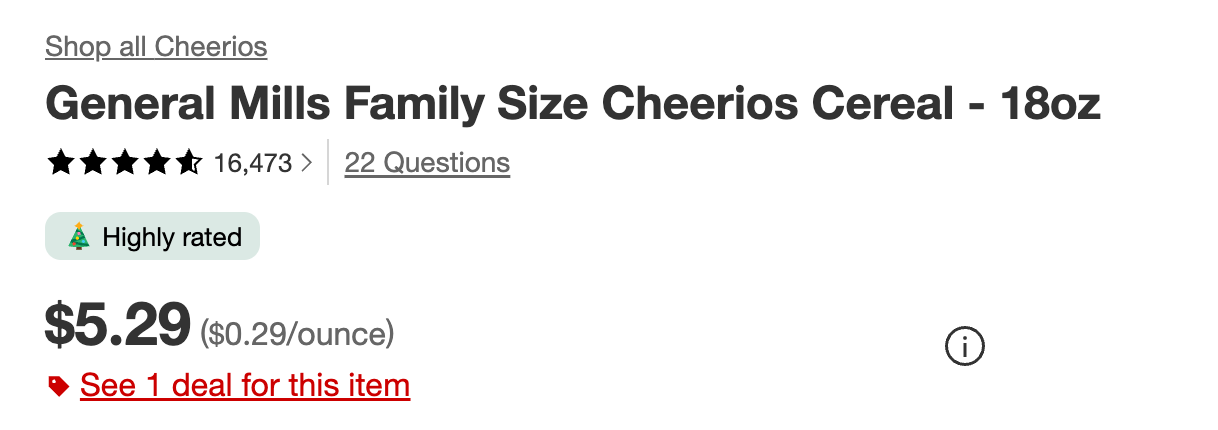 Shop all Cheerios
General Mills Family Size Cheerios Cereal - 18oz
16,473 > 22 Questions
Highly rated
$5.29 ($0.29/ounce)
See 1 deal for this item